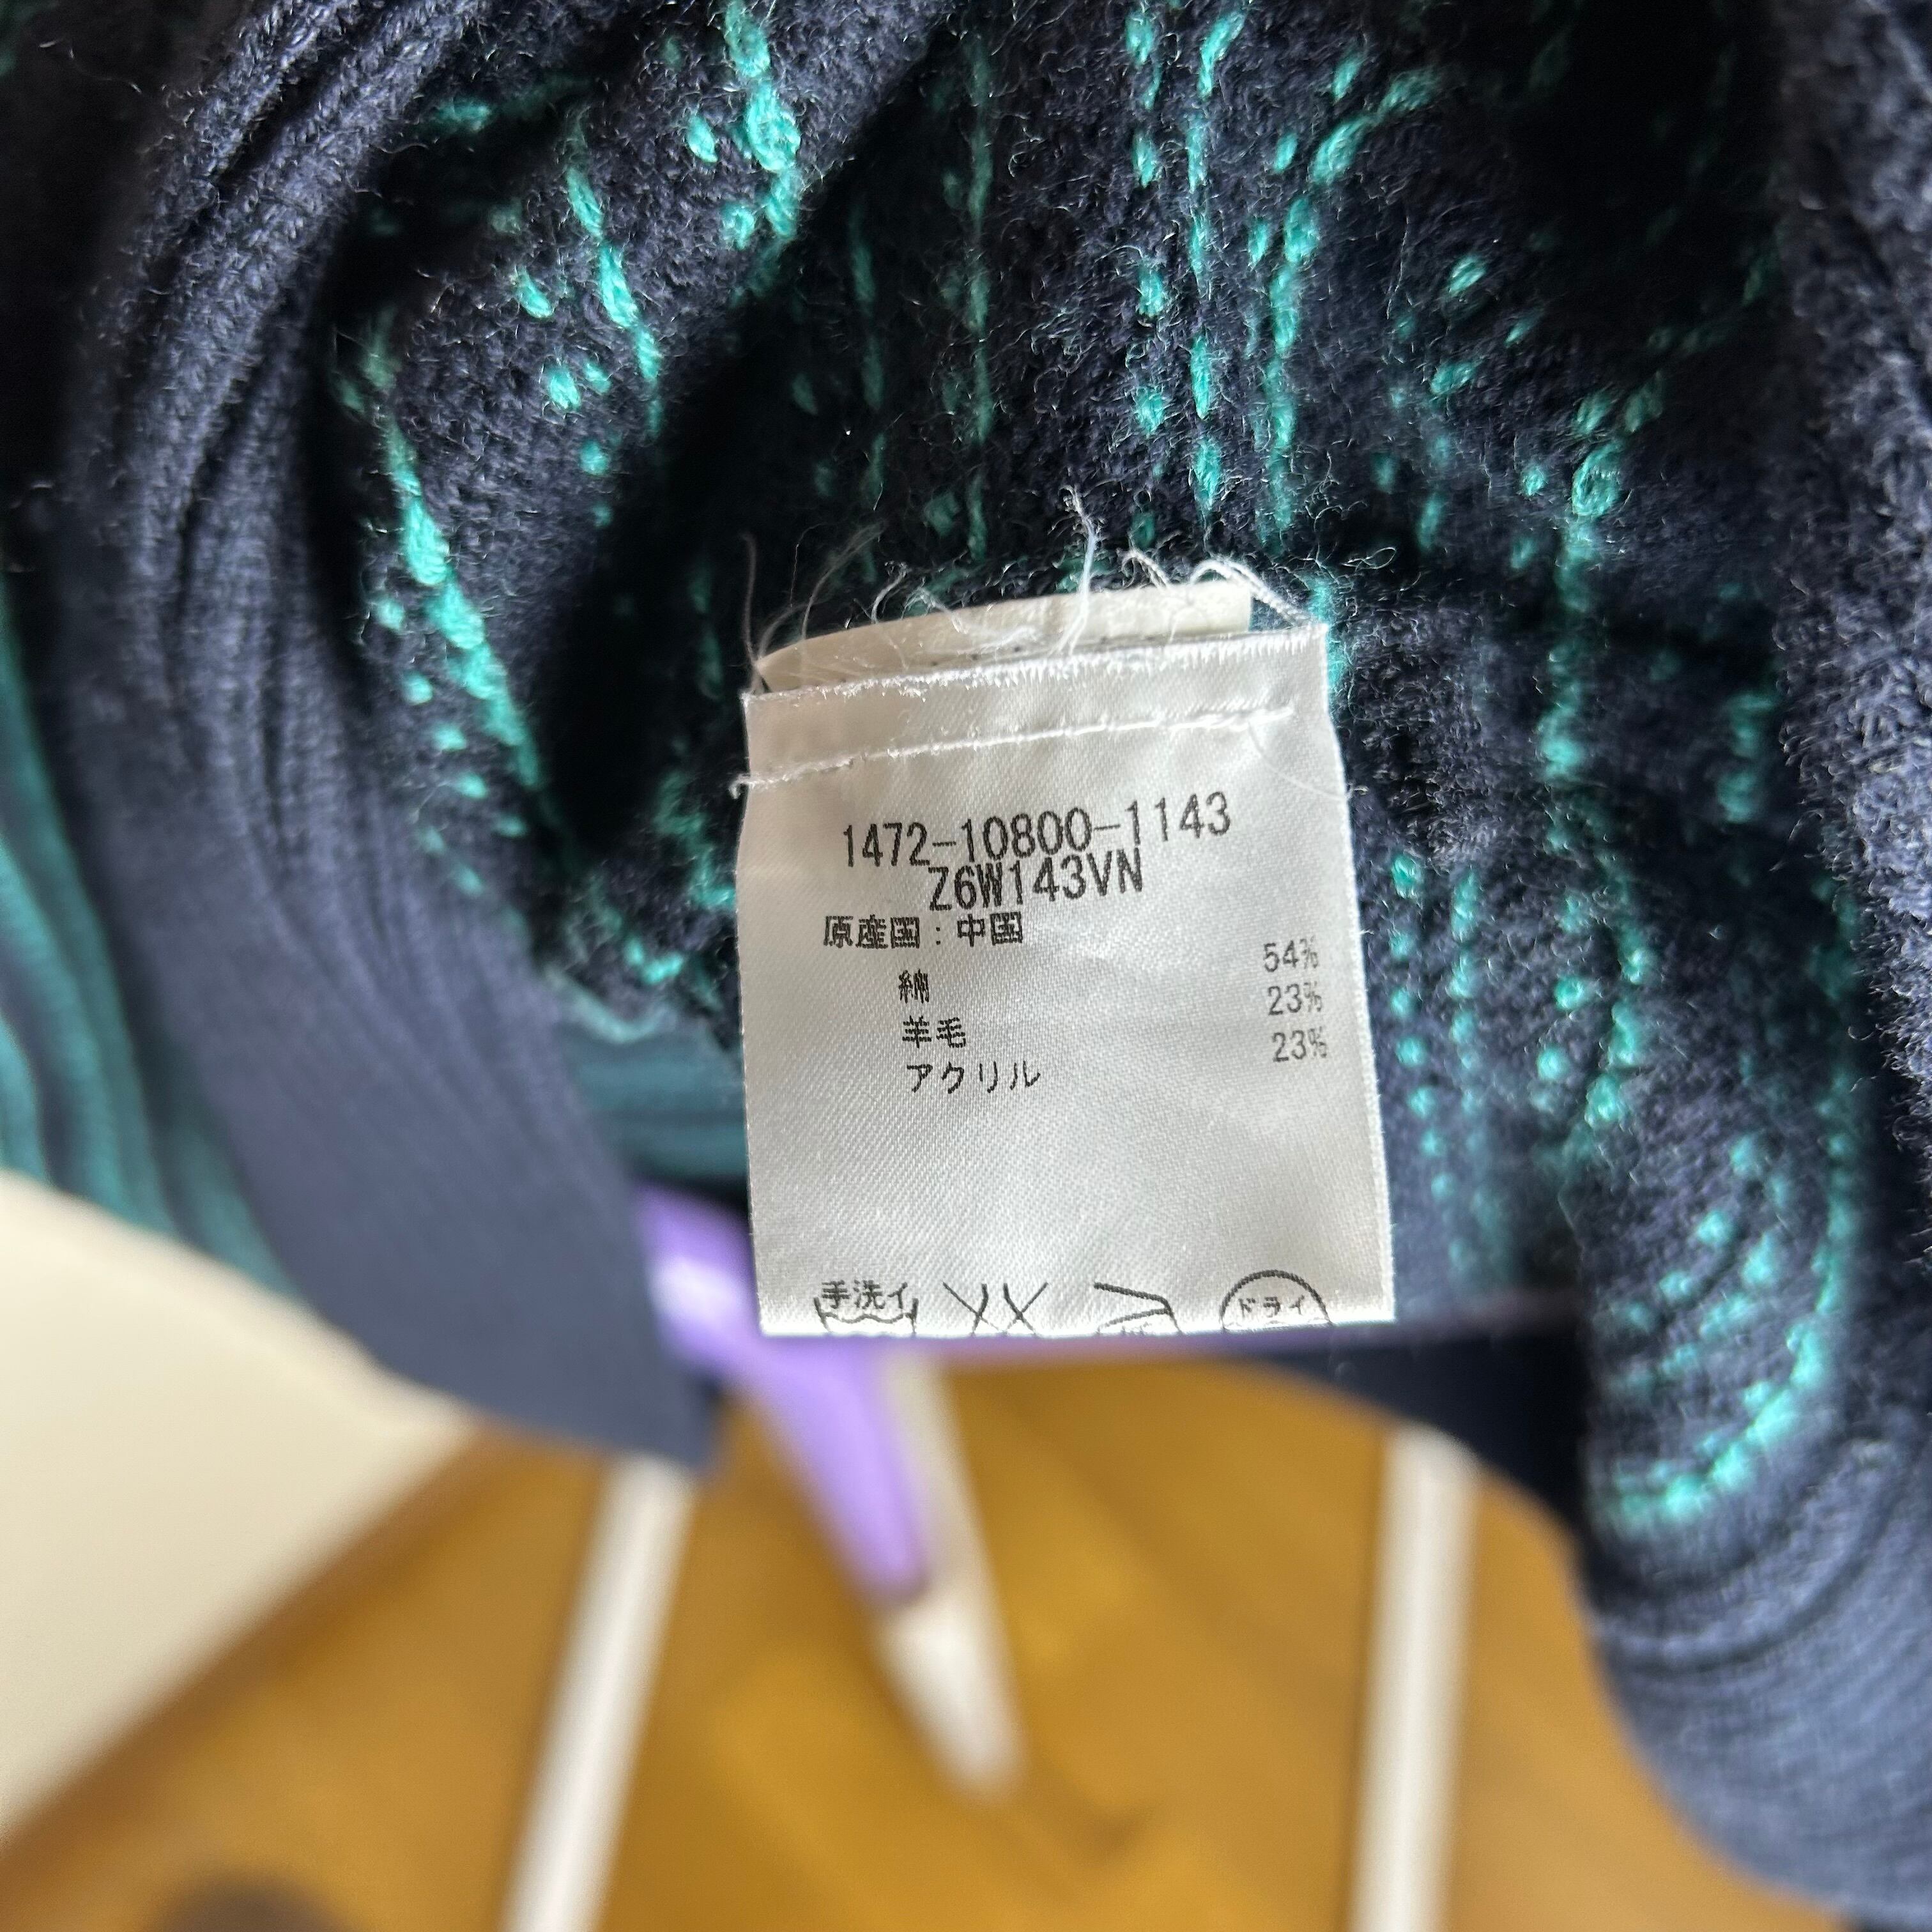 1472-10800-1143
Z6W143VN
原産国：中国
綿 54%
羊毛 23%
アクリル 23%
手洗イ
ドライ